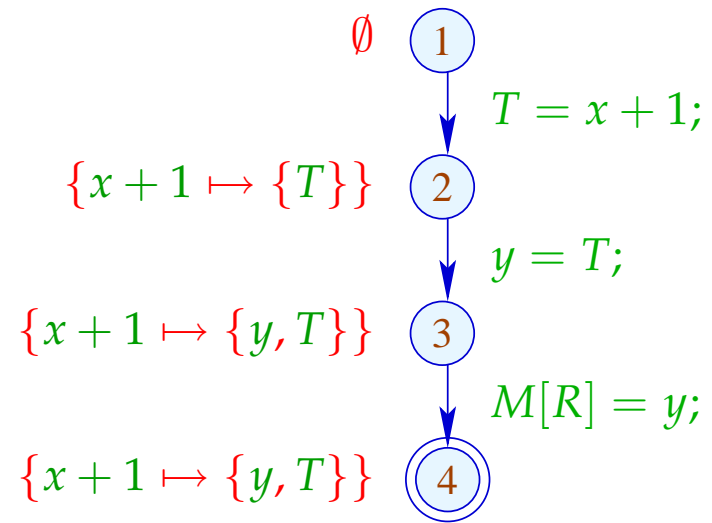 ∅ 1
T = x + 1;
{x + 1 ↦ {T}} 2
y = T;
{x + 1 ↦ {y, T}} 3
M[R] = y;
{x + 1 ↦ {y, T}} 4